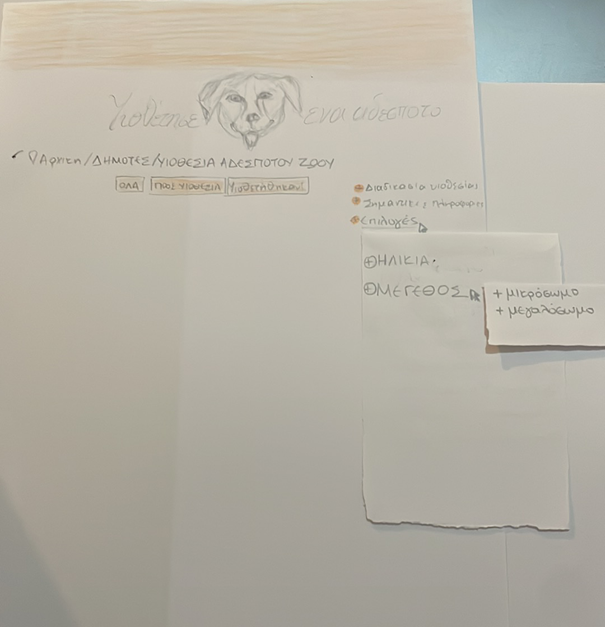 Υιοθέτησε ένα αδέσποτο
Αρχική/ΔΗΜΟΤΕΣ/ΥΙΟΘΕΣΙΑ ΑΔΕΣΠΟΤΟΥ ΖΩΟΥ
ΟΛΑ ΠΡΟΣ ΥΙΟΘΕΣΙΑ Υιοθετήθηκαν!
Διαδικασία υιοθεσίας
Σημαντικές πληροφορίες
Επιλογές
ΗΛΙΚΙΑ.
ΜΕΓΕΘΟΣ
+ μικρόσωμο
+ μεγαλόσωμο